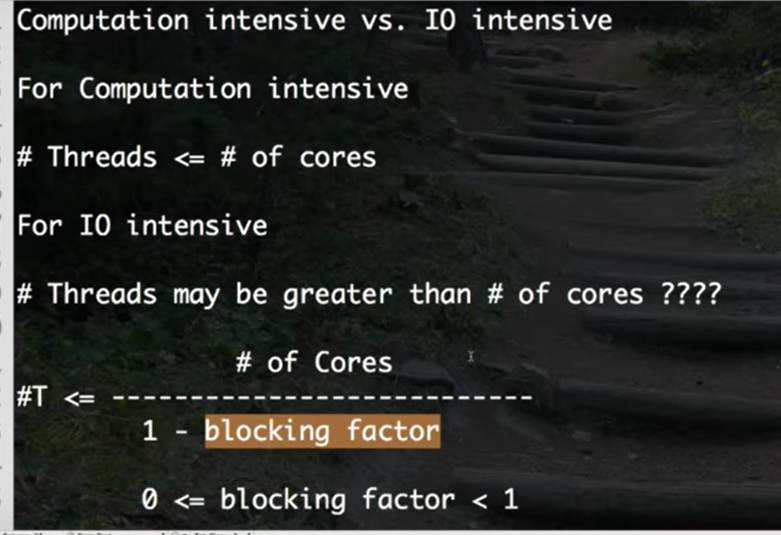 Computation intensive vs. IO intensive
For Computation intensive
# Threads <= # of cores
For IO intensive
# Threads may be greater than # of cores ????
# of Cores
#T <= ---------------------------
1 - blocking factor
0 <= blocking factor < 1